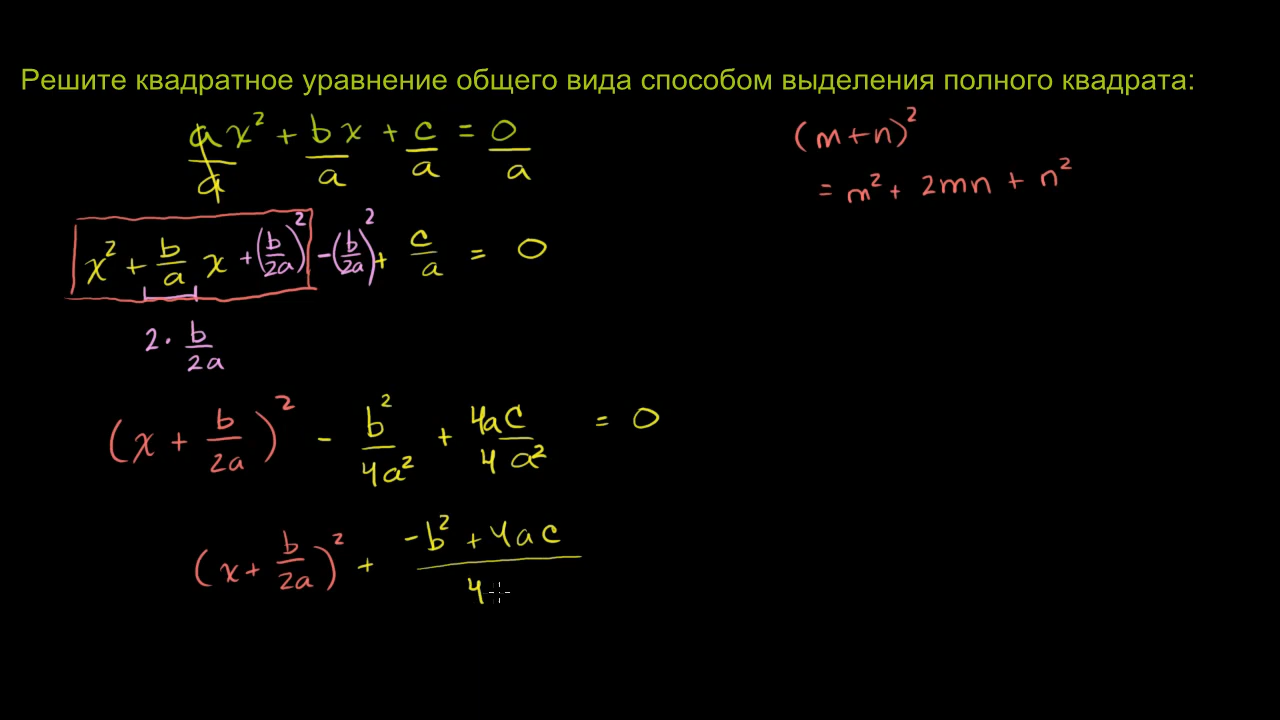 Решите квадратное уравнение общего вида способом выделения полного квадрата:
ax²/a + bx/a + c/a = 0/a
(m+n)²
= m² + 2mn + n²
x² + b/a x + (b/2a)² - (b/2a)² + c/a = 0
2 · b/2a
(x + b/2a)² - b²/4a² + 4ac/4a² = 0
(x + b/2a)² + -b² + 4ac/4